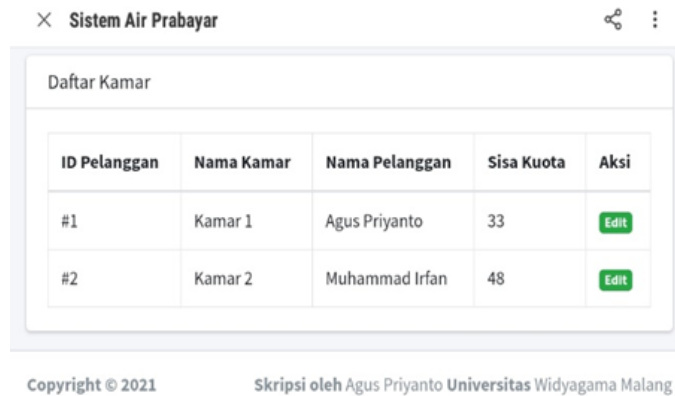 Sistem Air Prabayar
Daftar Kamar
ID Pelanggan Nama Kamar Nama Pelanggan Sisa Kuota Aksi
#1 Kamar 1 Agus Priyanto 33 Edit
#2 Kamar 2 Muhammad Irfan 48 Edit
Copyright © 2021 Skripsi oleh Agus Priyanto Universitas Widyagama Malang